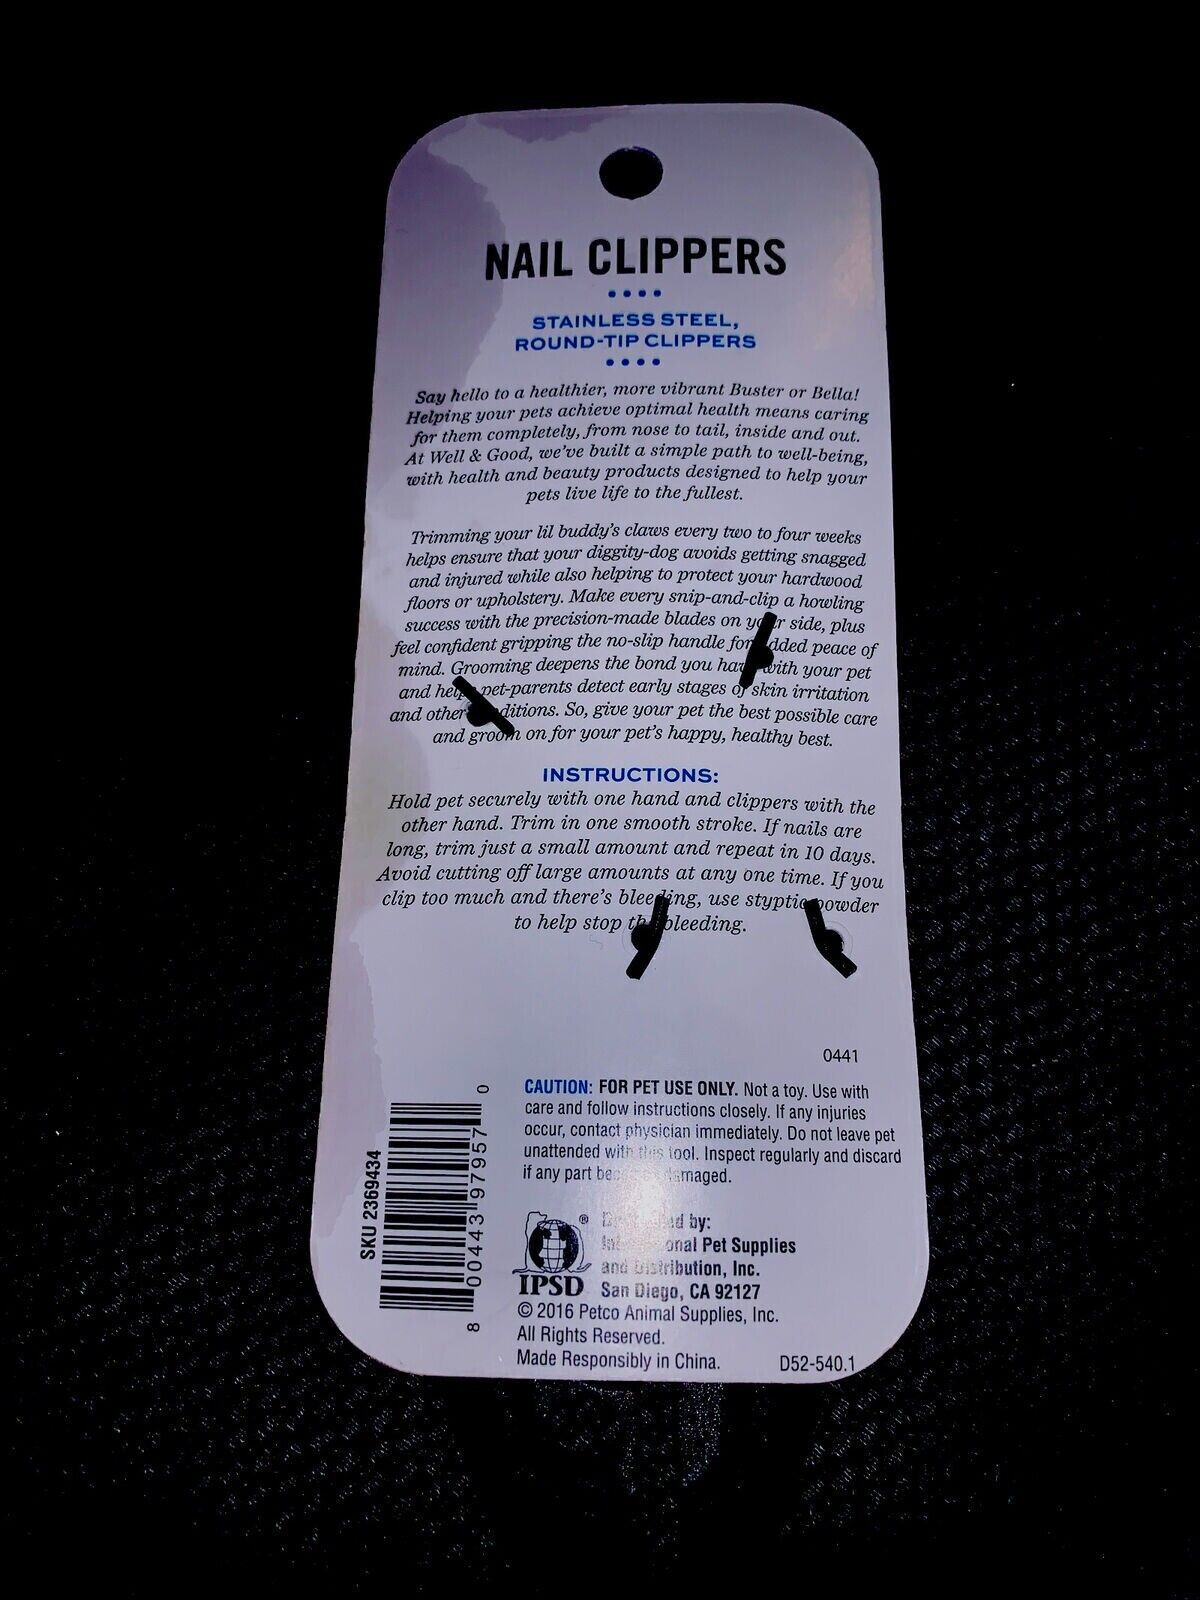 NAIL CLIPPERS
STAINLESS STEEL,
ROUND-TIP CLIPPERS
Say hello to a healthier, more vibrant Buster or Bella!
Helping your pets achieve optimal health means caring
for them completely, from nose to tail, inside and out.
At Well & Good, we've built a simple path to well-being,
with health and beauty products designed to help your
pets live life to the fullest.
Trimming your lil buddy's claws every two to four weeks
helps ensure that your diggity-dog avoids getting snagged
and injured while also helping to protect your hardwood
floors or upholstery. Make every snip-and-clip a howling
success with the precision-made blades on your side, plus
feel confident gripping the no-slip handle for added peace of
mind. Grooming deepens the bond you have with your pet
and helps pet-parents detect early stages of skin irritation
and other conditions. So, give your pet the best possible care
and groom on for your pet's happy, healthy best.
INSTRUCTIONS:
Hold pet securely with one hand and clippers with the
other hand. Trim in one smooth stroke. If nails are
long, trim just a small amount and repeat in 10 days.
Avoid cutting off large amounts at any one time. If you
clip too much and there's bleeding, use styptic powder
to help stop the bleeding.
0441
CAUTION: FOR PET USE ONLY. Not a toy. Use with
care and follow instructions closely. If any injuries
occur, contact physician immediately. Do not leave pet
unattended with this tool. Inspect regularly and discard
if any part becomes damaged.
SKU 2369434
8 00443 97957 0
IPSD ®
Distributed by:
International Pet Supplies
and Distribution, Inc.
San Diego, CA 92127
© 2016 Petco Animal Supplies, Inc.
All Rights Reserved.
Made Responsibly in China.
D52-540.1